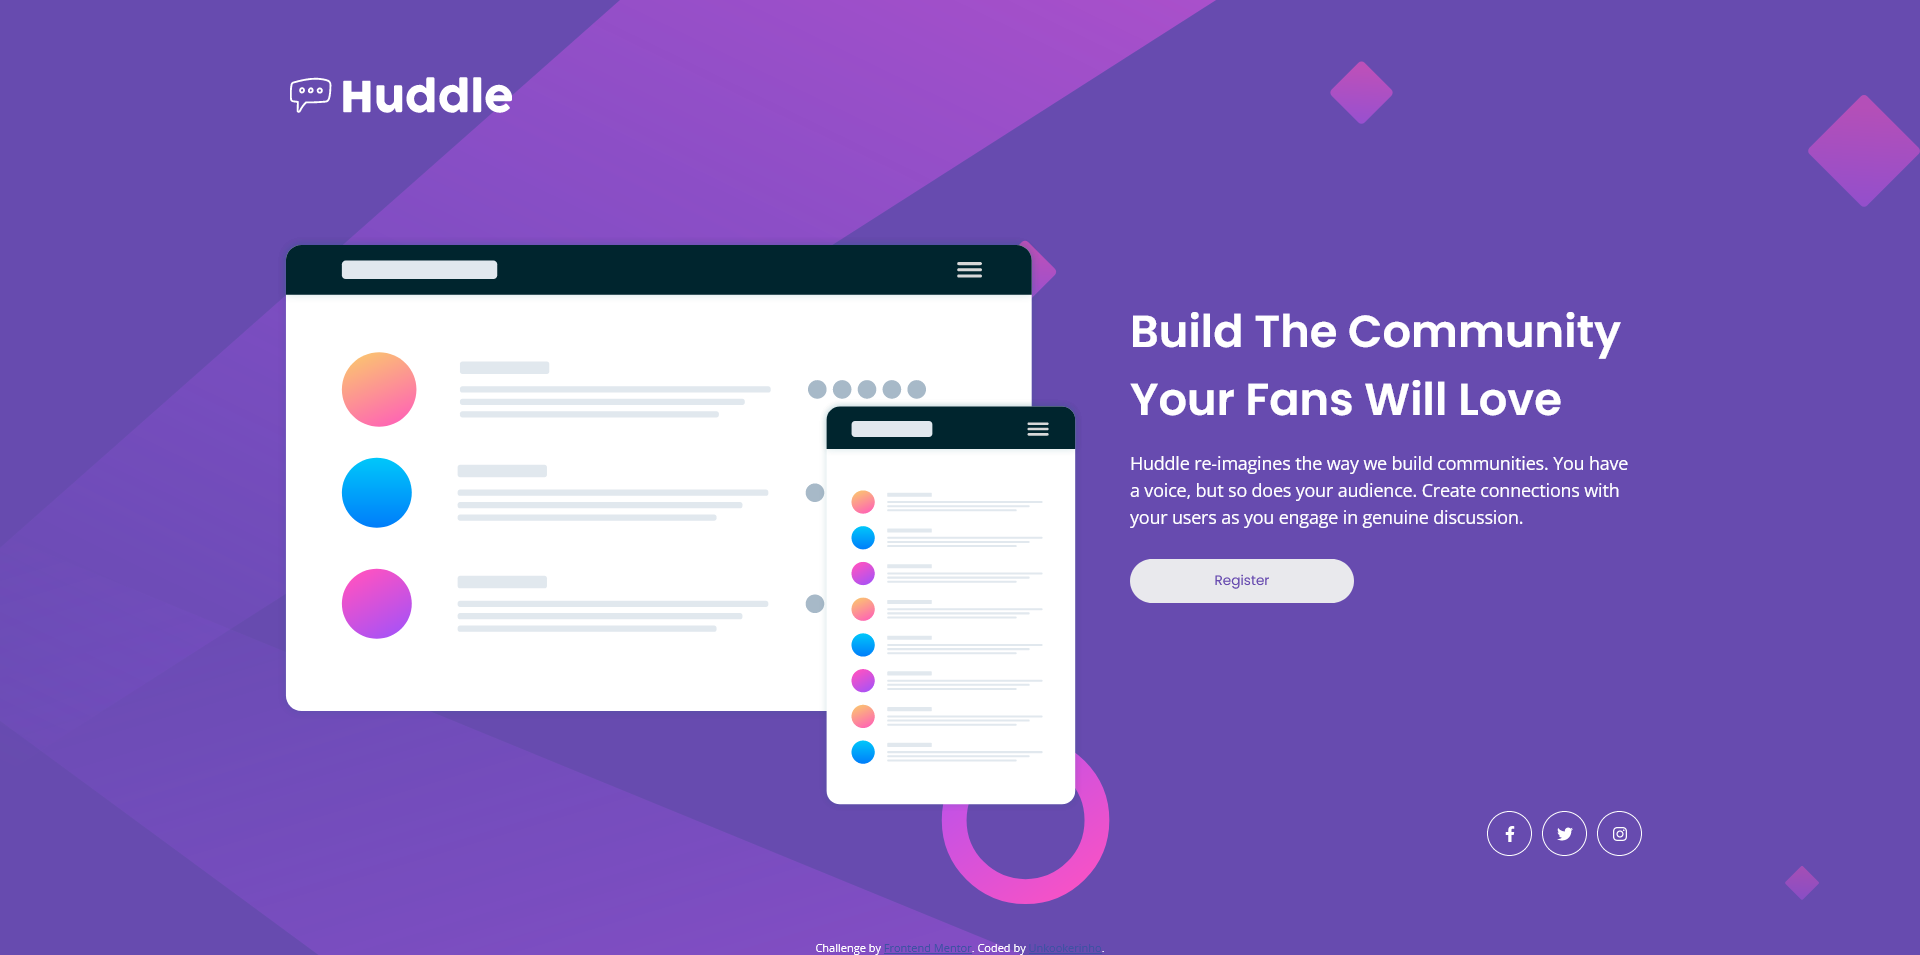 Huddle
Build The Community
Your Fans Will Love
Huddle re-imagines the way we build communities. You have
a voice, but so does your audience. Create connections with
your users as you engage in genuine discussion.
Register
Challenge by Frontend Mentor. Coded by